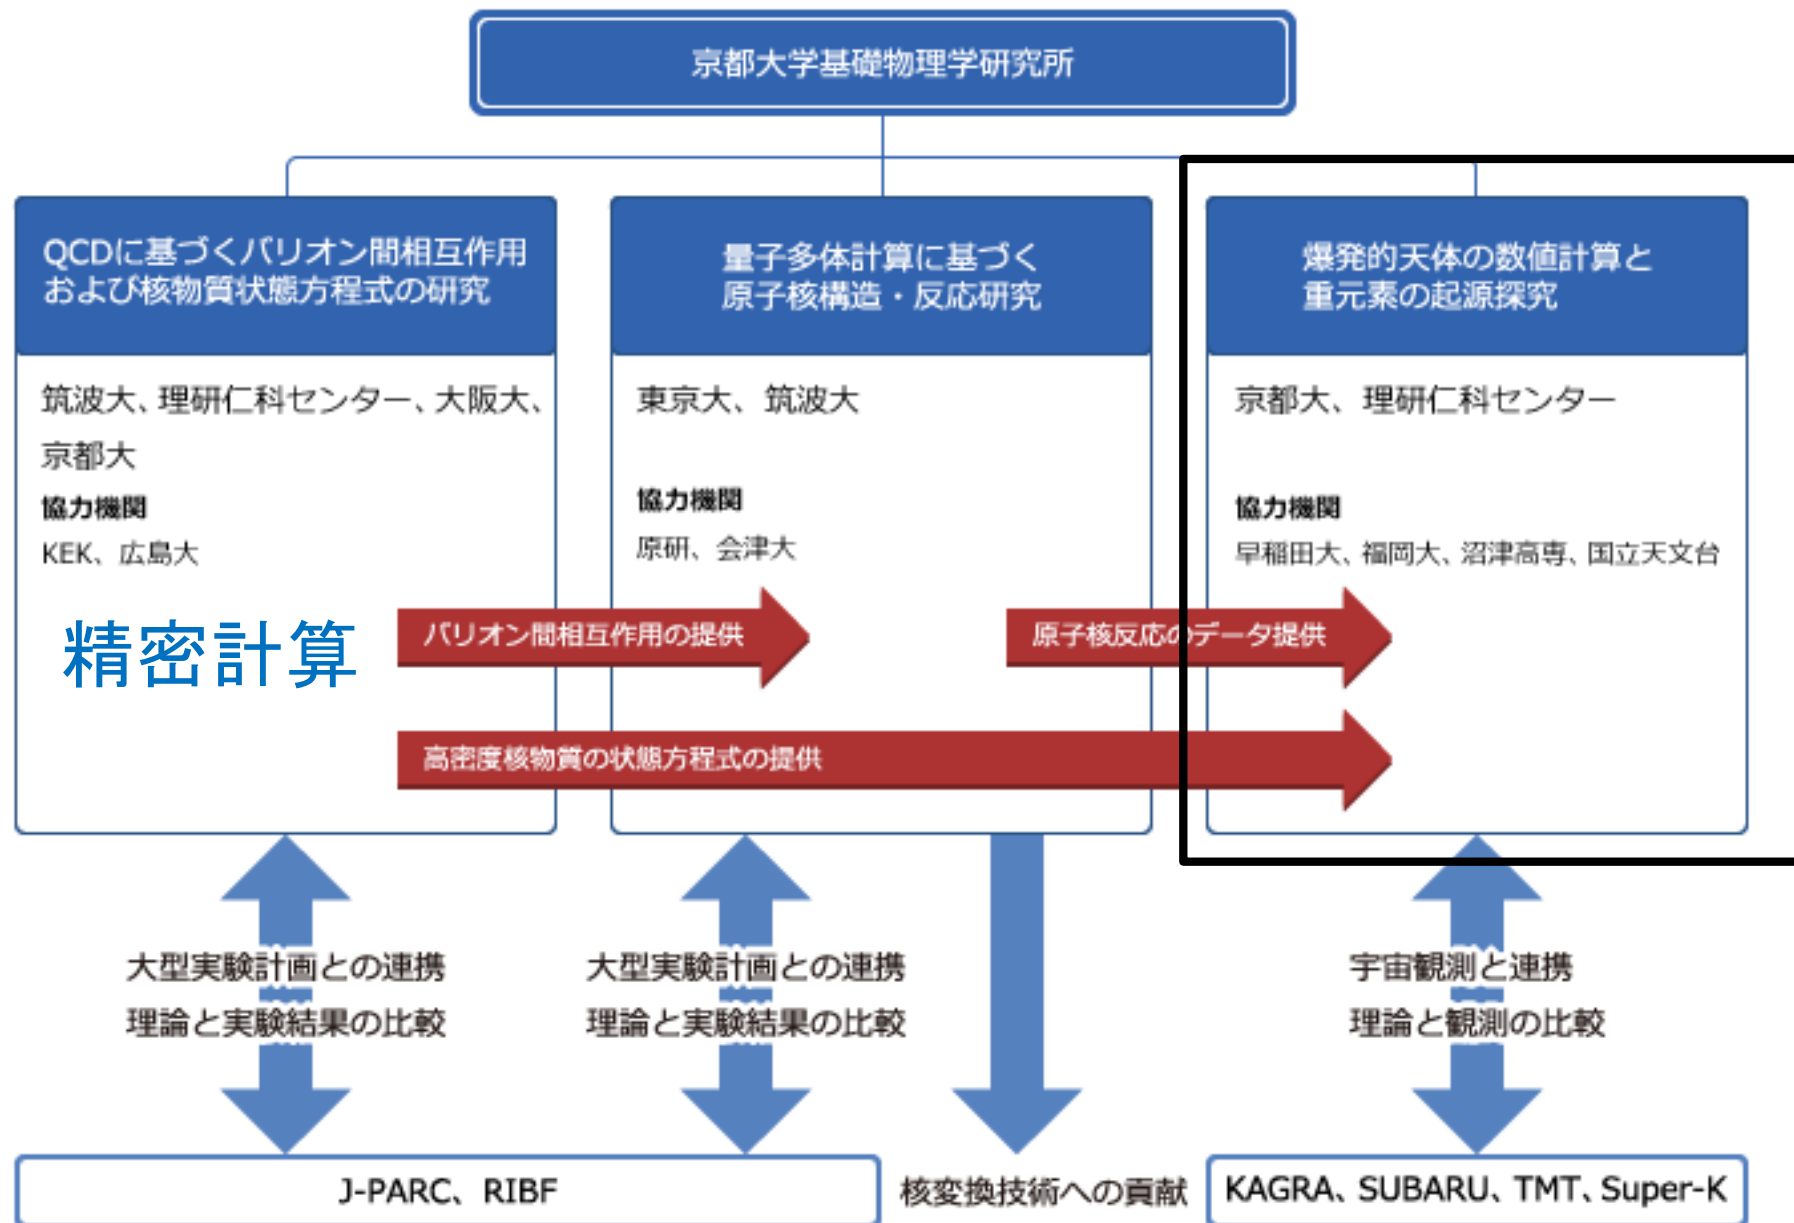 京都大学基礎物理学研究所
QCDに基づくバリオン間相互作用
および核物質状態方程式の研究
筑波大、理研仁科センター、大阪大、
京都大
協力機関
KEK、広島大
精密計算
量子多体計算に基づく
原子核構造・反応研究
東京大、筑波大
協力機関
原研、会津大
爆発的天体の数値計算と
重元素の起源探究
京都大、理研仁科センター
協力機関
早稲田大、福岡大、沼津高専、国立天文台
バリオン間相互作用の提供
原子核反応のデータ提供
高密度核物質の状態方程式の提供
大型実験計画との連携
理論と実験結果の比較
大型実験計画との連携
理論と実験結果の比較
宇宙観測と連携
理論と観測の比較
J-PARC、RIBF
核変換技術への貢献
KAGRA、SUBARU、TMT、Super-K